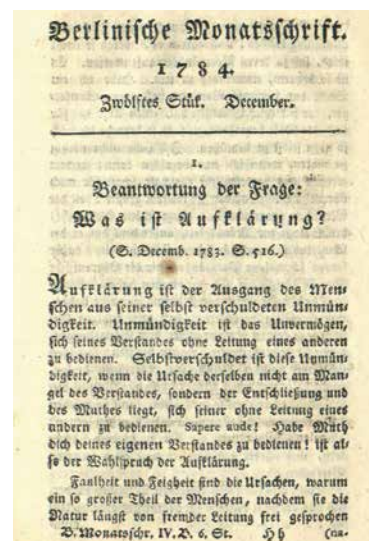 Berlinische Monatsschrift.
1784.
Zwölftes Stük. December.
1.
Beantwortung der Frage:
Was ist Aufklärung?
(S. Decemb. 1783. S. 516.)
Aufklärung ist der Ausgang des Men-
schen aus seiner selbst verschuldeten Unmün-
digkeit. Unmündigkeit ist das Unvermögen,
sich seines Verstandes ohne Leitung eines anderen
zu bedienen. Selbstverschuldet ist diese Unmün-
digkeit, wenn die Ursache derselben nicht am Man-
gel des Verstandes, sondern der Entschließung und
des Muthes liegt, sich seiner ohne Leitung eines
andern zu bedienen. Sapere aude! Habe Muth
dich deines eigenen Verstandes zu bedienen! ist al-
so der Wahlspruch der Aufklärung.
Faulheit und Feigheit sind die Ursachen, warum
ein so großer Theil der Menschen, nachdem sie die
Natur längst von fremder Leitung frei gesprochen
B. Monatsschr. IV. B. 6. St. Hh (na-